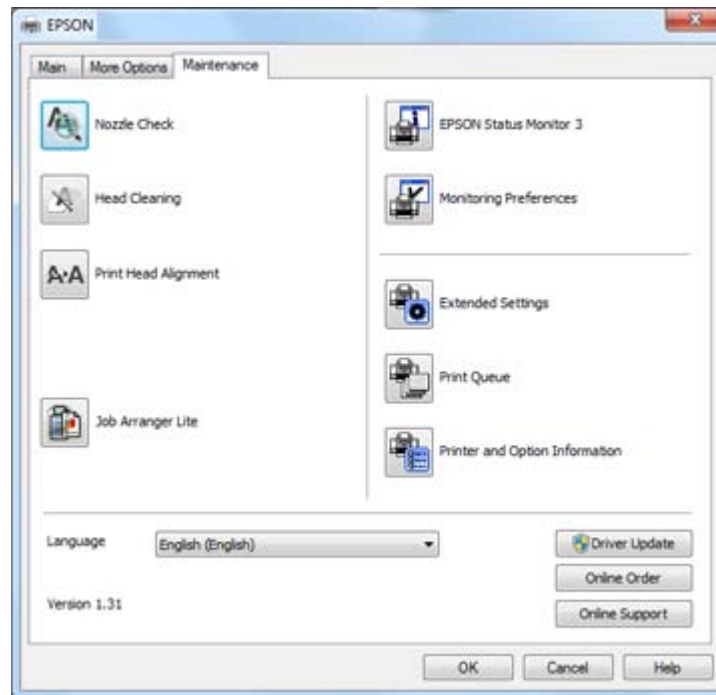 EPSON
Main
More Options
Maintenance
Nozzle Check
Head Cleaning
A·A Print Head Alignment
Job Arranger Lite
EPSON Status Monitor 3
Monitoring Preferences
Extended Settings
Print Queue
Printer and Option Information
Language
English (English)
Version 1.31
Driver Update
Online Order
Online Support
OK
Cancel
Help